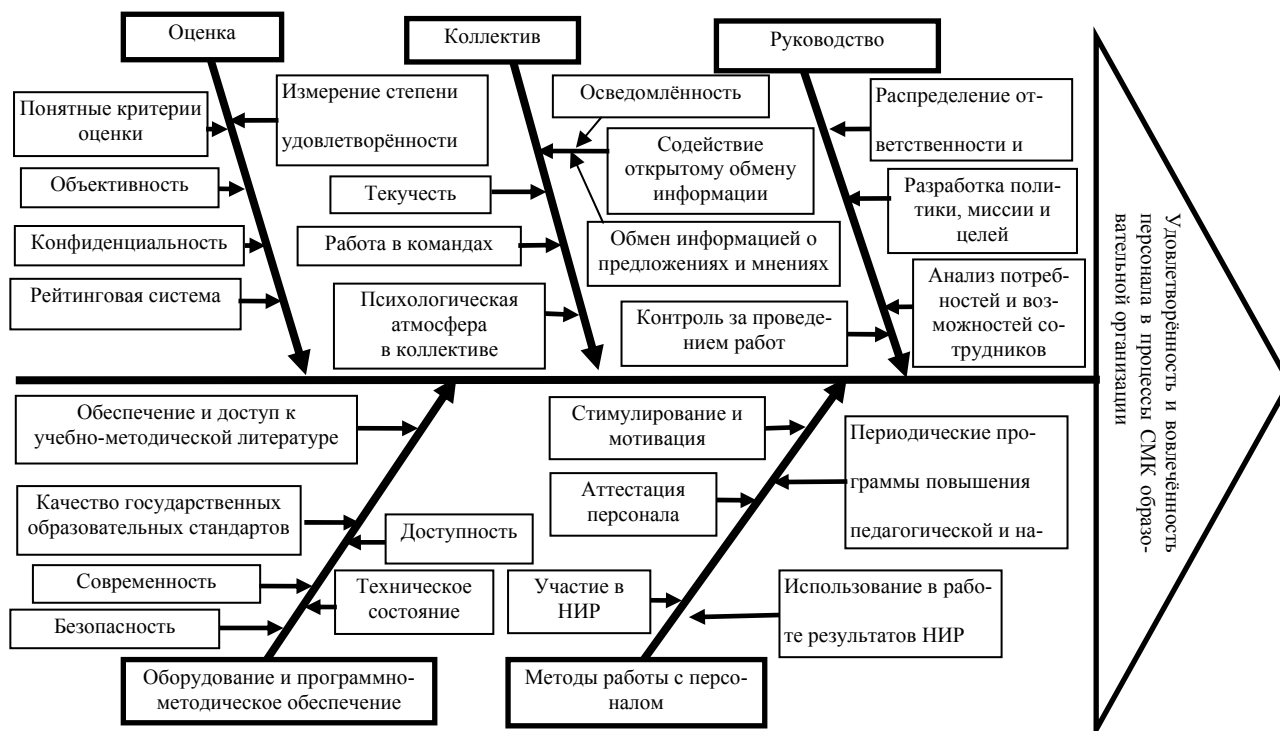 Оценка
Коллектив
Руководство
Понятные критерии
оценки
Измерение степени
удовлетворённости
Объективность
Конфиденциальность
Рейтинговая система
Осведомлённость
Содействие
открытому обмену
информации
Текучесть
Работа в командах
Обмен информацией о
предложениях и мнениях
Психологическая
атмосфера
в коллективе
Распределение от-
ветственности и
Разработка поли-
тики, миссии и
целей
Анализ потреб-
ностей и воз-
можностей со-
трудников
Контроль за проведе-
нием работ
Удовлетворённость и вовлечённость
персонала в процессы СМК образо-
вательной организации
Обеспечение и доступ к
учебно-методической литературе
Качество государственных
образовательных стандартов
Доступность
Современность
Техническое
состояние
Безопасность
Оборудование и программно-
методическое обеспечение
Стимулирование и
мотивация
Периодические про-
граммы повышения
педагогической и на-
Аттестация
персонала
Участие в
НИР
Использование в рабо-
те результатов НИР
Методы работы с персо-
налом